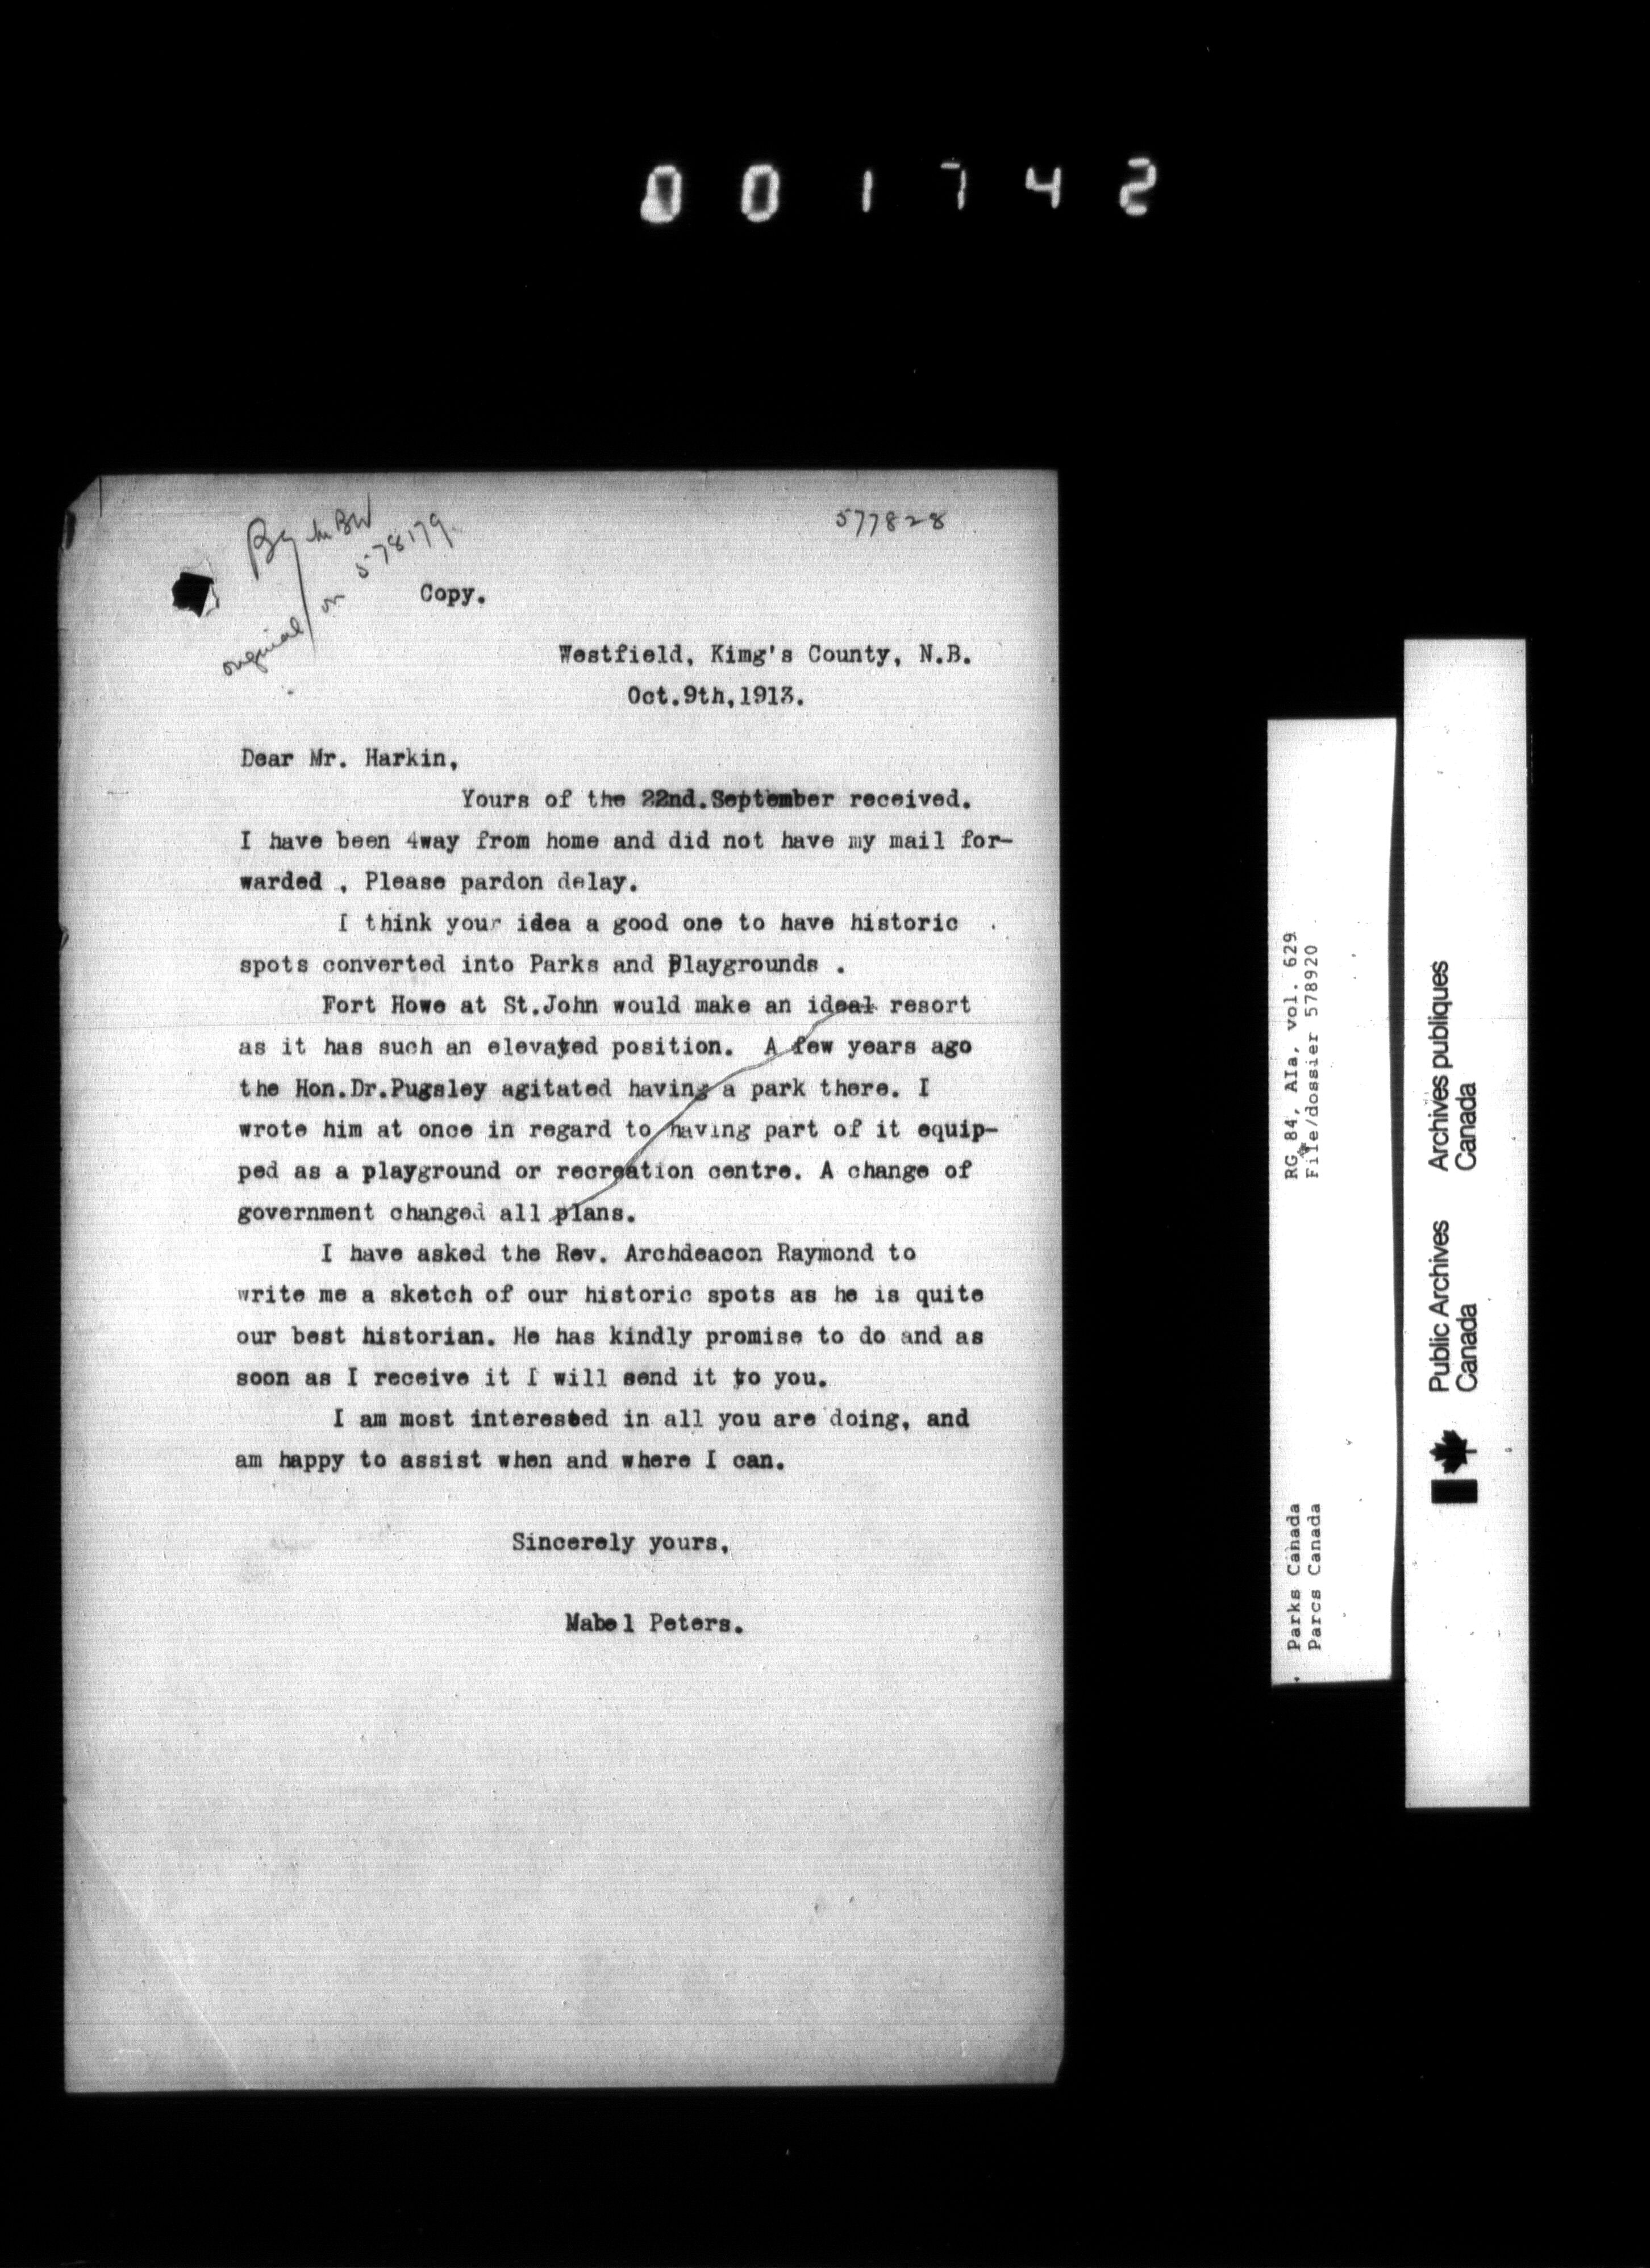 001742
577828
original on 578179
Copy.
Westfield, Kimg's County, N.B.
Oct.9th,1913.
Dear Mr. Harkin,
Yours of the 22nd.September received.
I have been 4way from home and did not have my mail for-
warded , Please pardon delay.
I think your idea a good one to have historic
spots converted into Parks and Playgrounds .
Fort Howe at St.John would make an ideal resort
as it has such an elevated position. A few years ago
the Hon.Dr.Pugsley agitated having a park there. I
wrote him at once in regard to having part of it equip-
ped as a playground or recreation centre. A change of
government changed all plans.
I have asked the Rev. Archdeacon Raymond to
write me a sketch of our historic spots as he is quite
our best historian. He has kindly promise to do and as
soon as I receive it I will send it to you.
I am most interested in all you are doing, and
am happy to assist when and where I can.
Sincerely yours,
Mabel Peters.
Parks Canada
Parcs Canada
RG 84, AIa, vol. 629
File/dossier 578920
Public Archives
Canada
Archives publiques
Canada